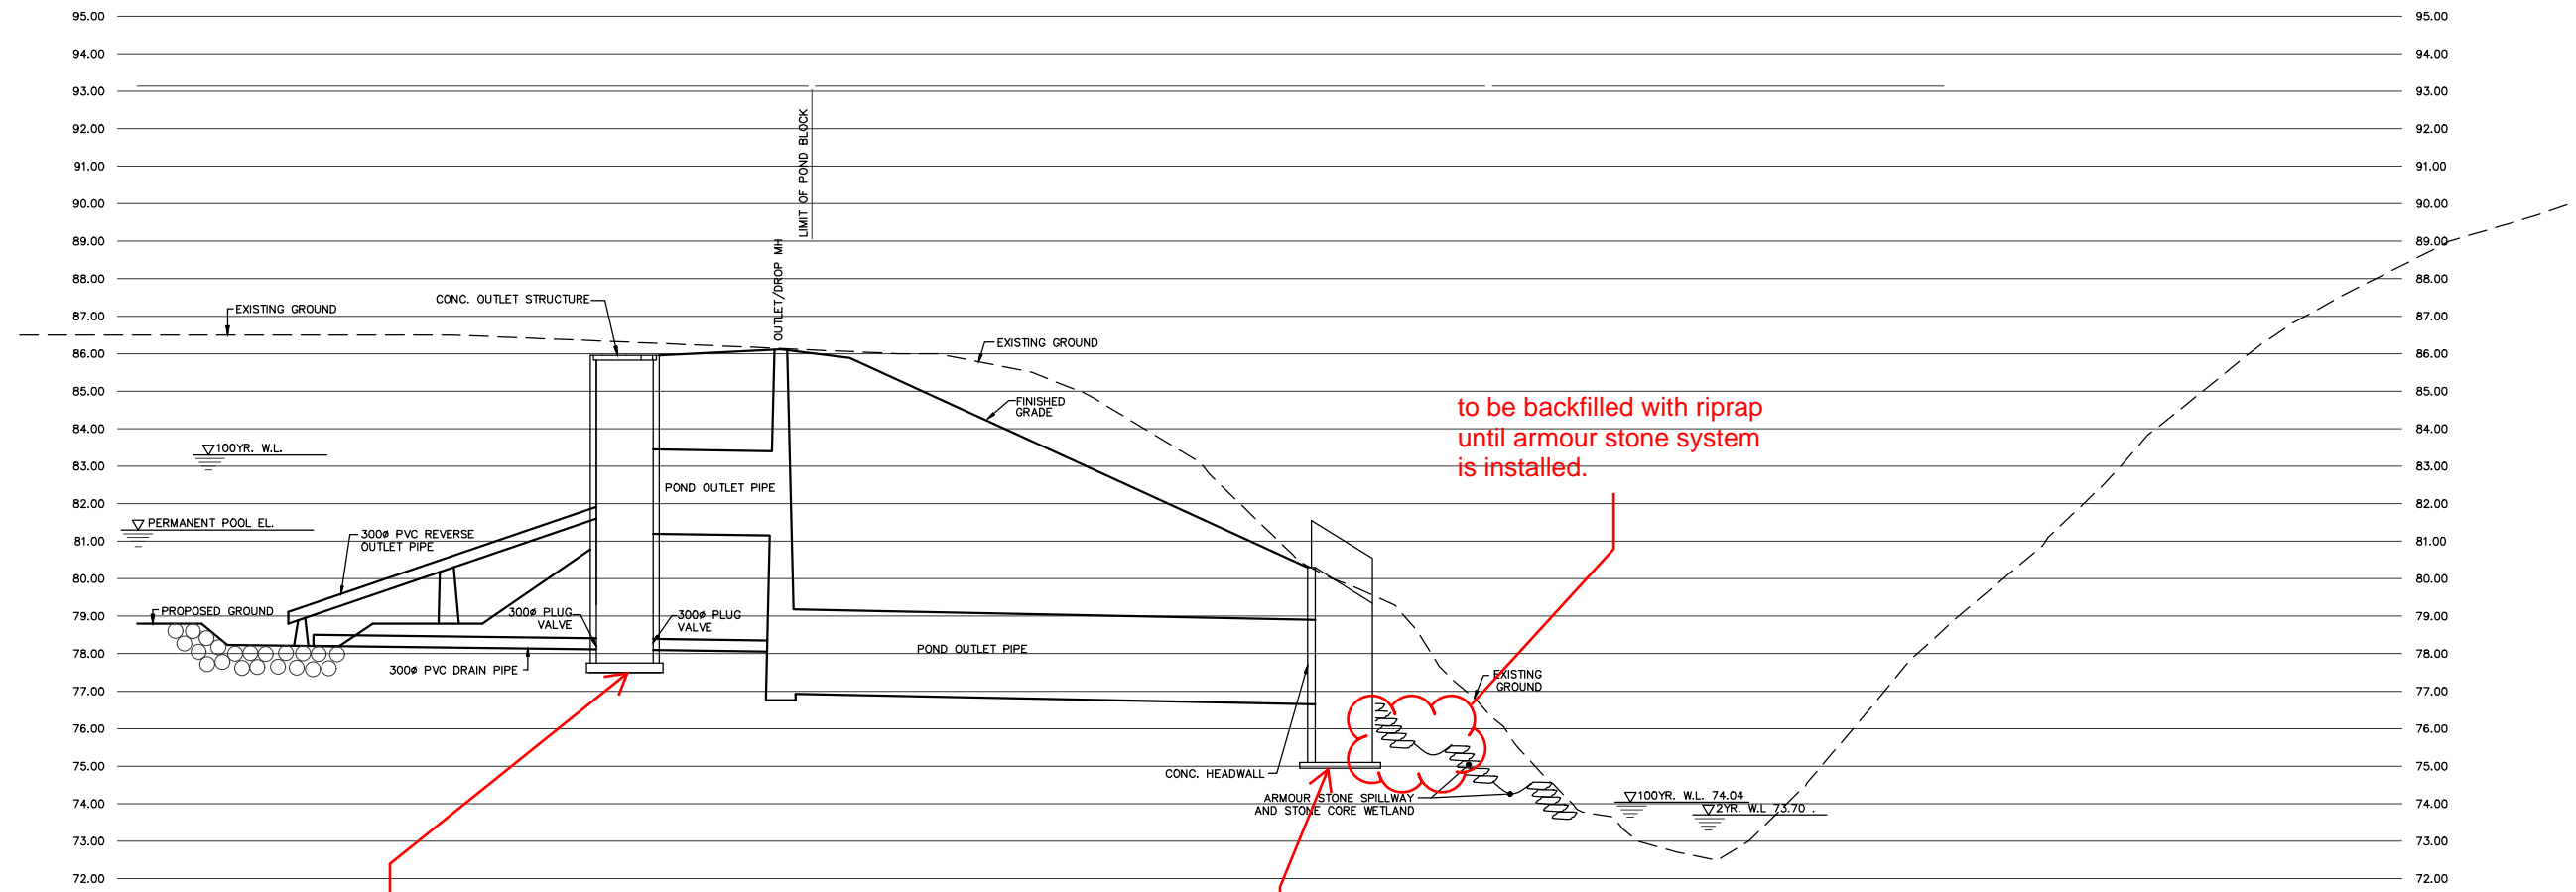 95.00 95.00
94.00 94.00
93.00 93.00
92.00 92.00
91.00 91.00
90.00 90.00
89.00 89.00
88.00 88.00
87.00 87.00
86.00 86.00
85.00 85.00
84.00 84.00
83.00 83.00
82.00 82.00
81.00 81.00
80.00 80.00
79.00 79.00
78.00 78.00
77.00 77.00
76.00 76.00
75.00 75.00
74.00 74.00
73.00 73.00
72.00 72.00
LIMIT OF POND BLOCK
OUTLET/DROP MH
CONC. OUTLET STRUCTURE
EXISTING GROUND
EXISTING GROUND
FINISHED
GRADE
to be backfilled with riprap
until armour stone system
is installed.
100YR. W.L.
POND OUTLET PIPE
PERMANENT POOL EL.
300ø PVC REVERSE
OUTLET PIPE
PROPOSED GROUND
300ø PLUG
VALVE
300ø PLUG
VALVE
300ø PVC DRAIN PIPE
POND OUTLET PIPE
EXISTING
GROUND
CONC. HEADWALL
ARMOUR STONE SPILLWAY
AND STONE CORE WETLAND
100YR. W.L. 74.04
2YR. W.L 73.70 .